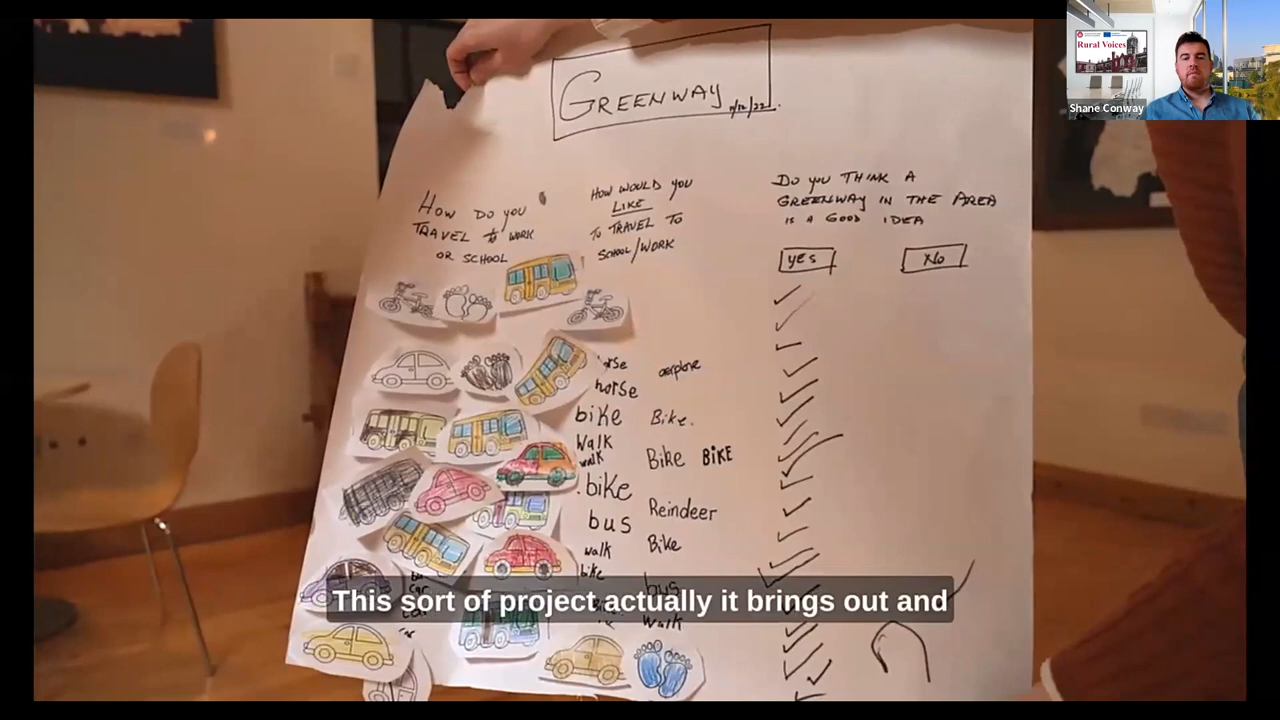 GREENWAY
HOW DO YOU
TRAVEL to WORK
OR SCHOOL
HOW WOULD YOU
LIKE
TO TRAVEL TO
SCHOOL/WORK
DO YOU THINK A
GREENWAY IN THE AREA
IS A GOOD IDEA
YES
NO
horse
aeroplane
bike
Bike.
Walk
walk
Bike BIKE
bike
Reindeer
bus
Bike
walk
bike
bus
walk
This sort of project actually it brings out and
Rural Voices
Shane Conway